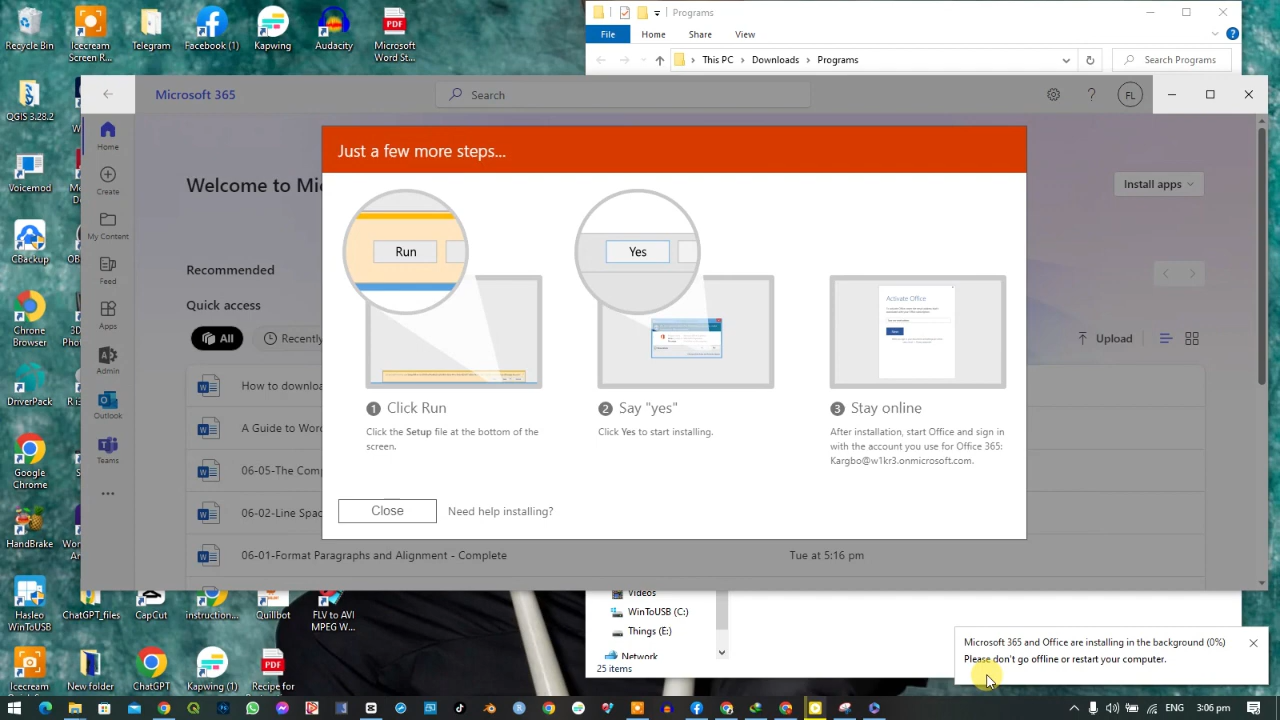 Recycle Bin
Icecream
Screen R...
Telegram
Facebook (1)
Kapwing
Audacity
PDF
Microsoft
Word St...
Programs
File
Home
Share
View
This PC
Downloads
Programs
Search Programs
Microsoft 365
Search
FL
QGIS 3.28.2
Voicemod
CBackup
Chrome
Browser
DriverPack
Google
Chrome
HandBrake
Hasleo
WinToUSB
Icecream
Home
Create
My Content
Feed
Apps
Admin
Outlook
Teams
Install apps
Recommended
Quick access
All
Upload
How to downloa
A Guide to Wor
06-05-The Comp
06-02-Line Spac
06-01-Format Paragraphs and Alignment - Complete
Tue at 5:16 pm
Just a few more steps...
Run
Yes
Activate Office
1 Click Run
Click the Setup file at the bottom of the
screen.
2 Say "yes"
Click Yes to start installing.
3 Stay online
After installation, start Office and sign in
with the account you use for Office 365:
Kargbo@w1kr3.onmicrosoft.com.
Close
Need help installing?
ChatGPT_files
CapCut
instruction...
Quillbot
FLV to AVI
MPEG W...
New folder
ChatGPT
Kapwing (1)
PDF
Recipe for
Videos
WinToUSB (C:)
Things (E:)
Network
25 items
Microsoft 365 and Office are installing in the background (0%)
Please don't go offline or restart your computer.
ENG
3:06 pm